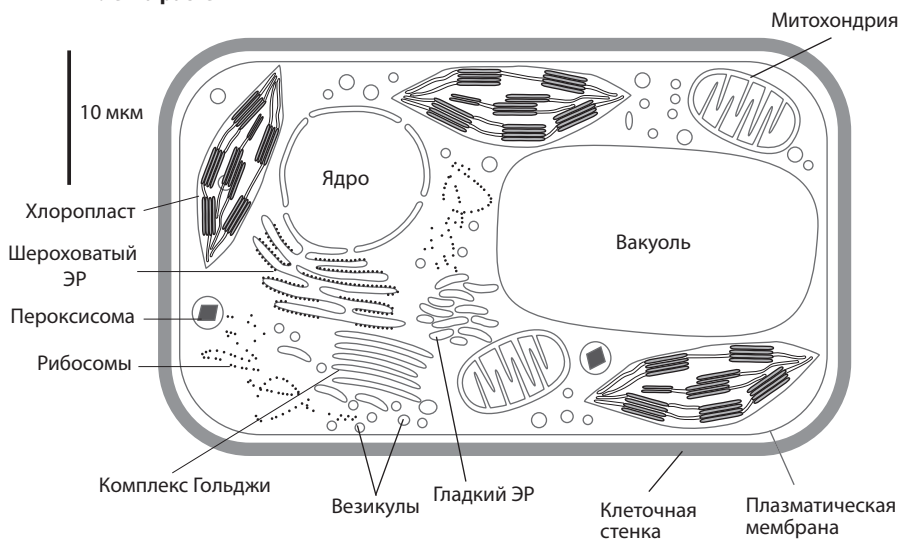 Митохондрия
10 мкм
Ядро
Хлоропласт
Вакуоль
Шероховатый
ЭР
Пероксисома
Рибосомы
Комплекс Гольджи
Везикулы
Гладкий ЭР
Клеточная
стенка
Плазматическая
мембрана